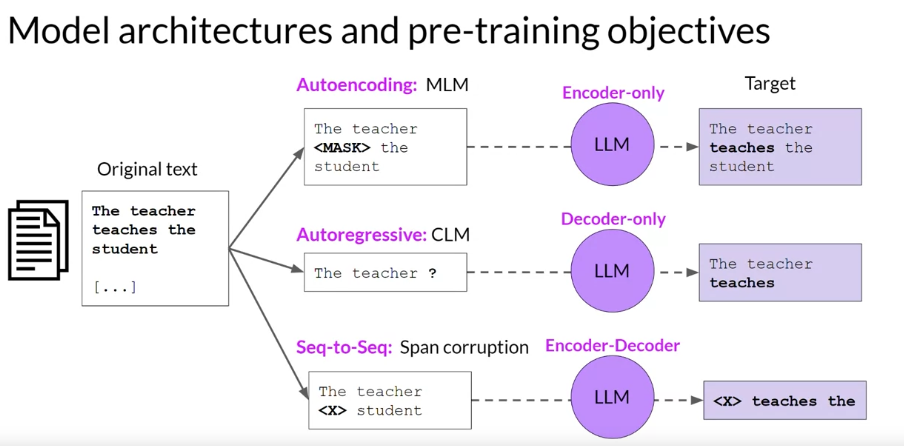 Model architectures and pre-training objectives
Original text
The teacher
teaches the
student
[...]
Autoencoding: MLM
The teacher
<MASK> the
student
Encoder-only
LLM
Target
The teacher
teaches the
student
Autoregressive: CLM
The teacher ?
Decoder-only
LLM
The teacher
teaches
Seq-to-Seq: Span corruption
The teacher
<X> student
Encoder-Decoder
LLM
<X> teaches the